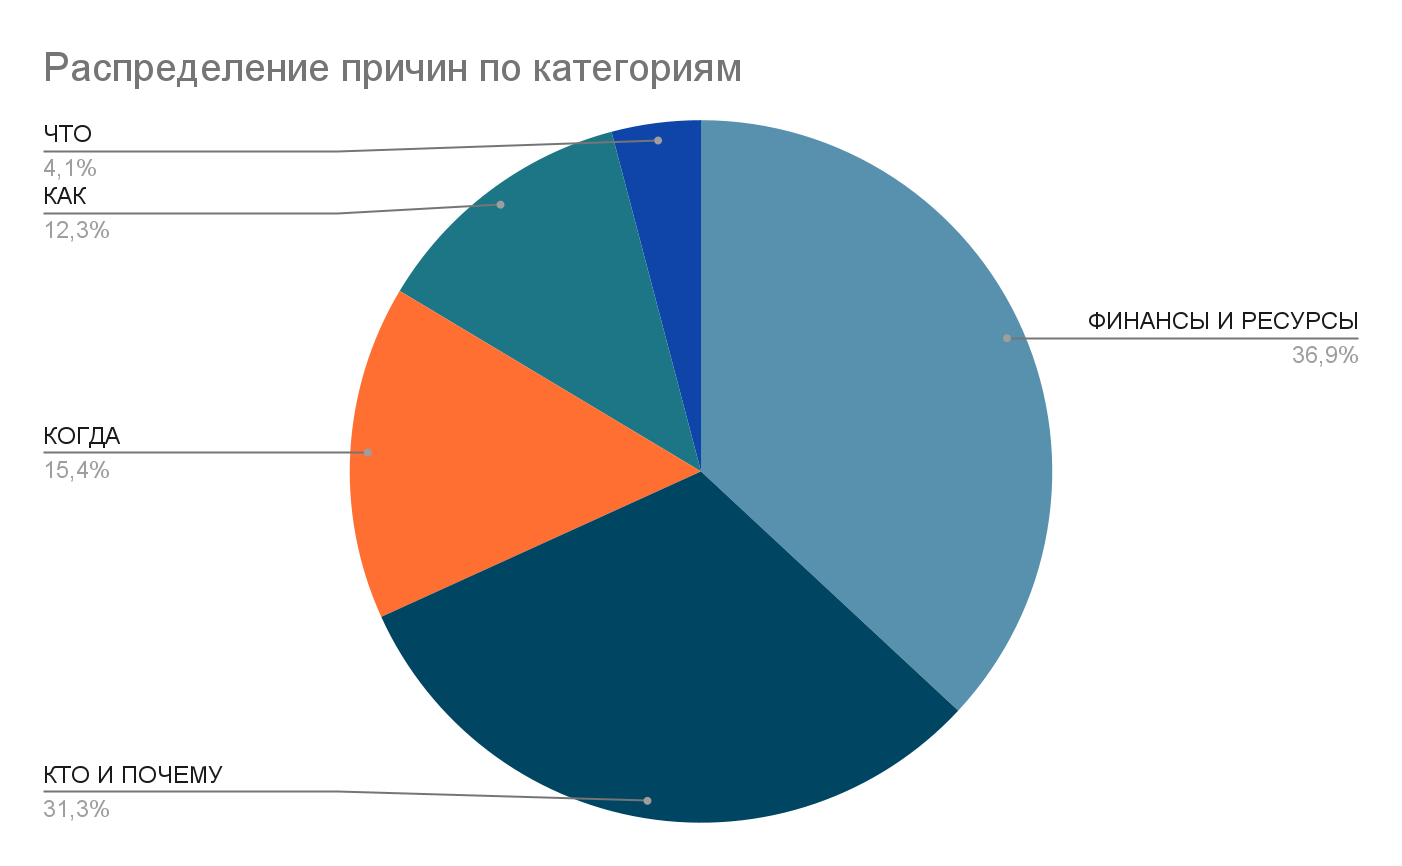 Распределение причин по категориям
ЧТО
4,1%
КАК
12,3%
ФИНАНСЫ И РЕСУРСЫ
36,9%
КОГДА
15,4%
КТО И ПОЧЕМУ
31,3%